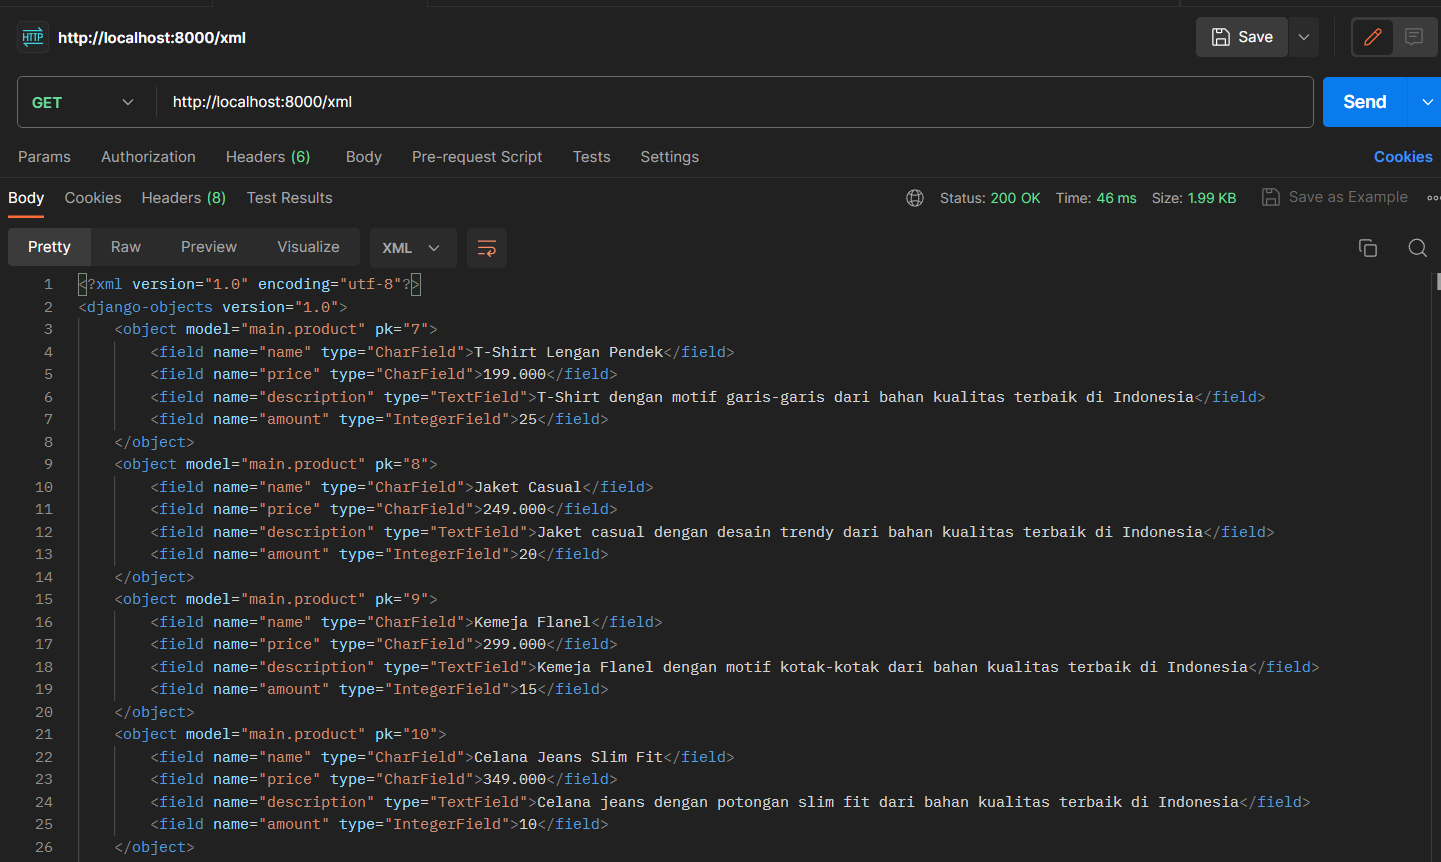 HTTP http://localhost:8000/xml
Save
GET http://localhost:8000/xml
Send
Params Authorization Headers (6) Body Pre-request Script Tests Settings Cookies
Body Cookies Headers (8) Test Results Status: 200 OK Time: 46 ms Size: 1.99 KB Save as Example
Pretty Raw Preview Visualize XML
1 <?xml version="1.0" encoding="utf-8"?>
2 <django-objects version="1.0">
3 <object model="main.product" pk="7">
4 <field name="name" type="CharField">T-Shirt Lengan Pendek</field>
5 <field name="price" type="CharField">199.000</field>
6 <field name="description" type="TextField">T-Shirt dengan motif garis-garis dari bahan kualitas terbaik di Indonesia</field>
7 <field name="amount" type="IntegerField">25</field>
8 </object>
9 <object model="main.product" pk="8">
10 <field name="name" type="CharField">Jaket Casual</field>
11 <field name="price" type="CharField">249.000</field>
12 <field name="description" type="TextField">Jaket casual dengan desain trendy dari bahan kualitas terbaik di Indonesia</field>
13 <field name="amount" type="IntegerField">20</field>
14 </object>
15 <object model="main.product" pk="9">
16 <field name="name" type="CharField">Kemeja Flanel</field>
17 <field name="price" type="CharField">299.000</field>
18 <field name="description" type="TextField">Kemeja Flanel dengan motif kotak-kotak dari bahan kualitas terbaik di Indonesia</field>
19 <field name="amount" type="IntegerField">15</field>
20 </object>
21 <object model="main.product" pk="10">
22 <field name="name" type="CharField">Celana Jeans Slim Fit</field>
23 <field name="price" type="CharField">349.000</field>
24 <field name="description" type="TextField">Celana jeans dengan potongan slim fit dari bahan kualitas terbaik di Indonesia</field>
25 <field name="amount" type="IntegerField">10</field>
26 </object>